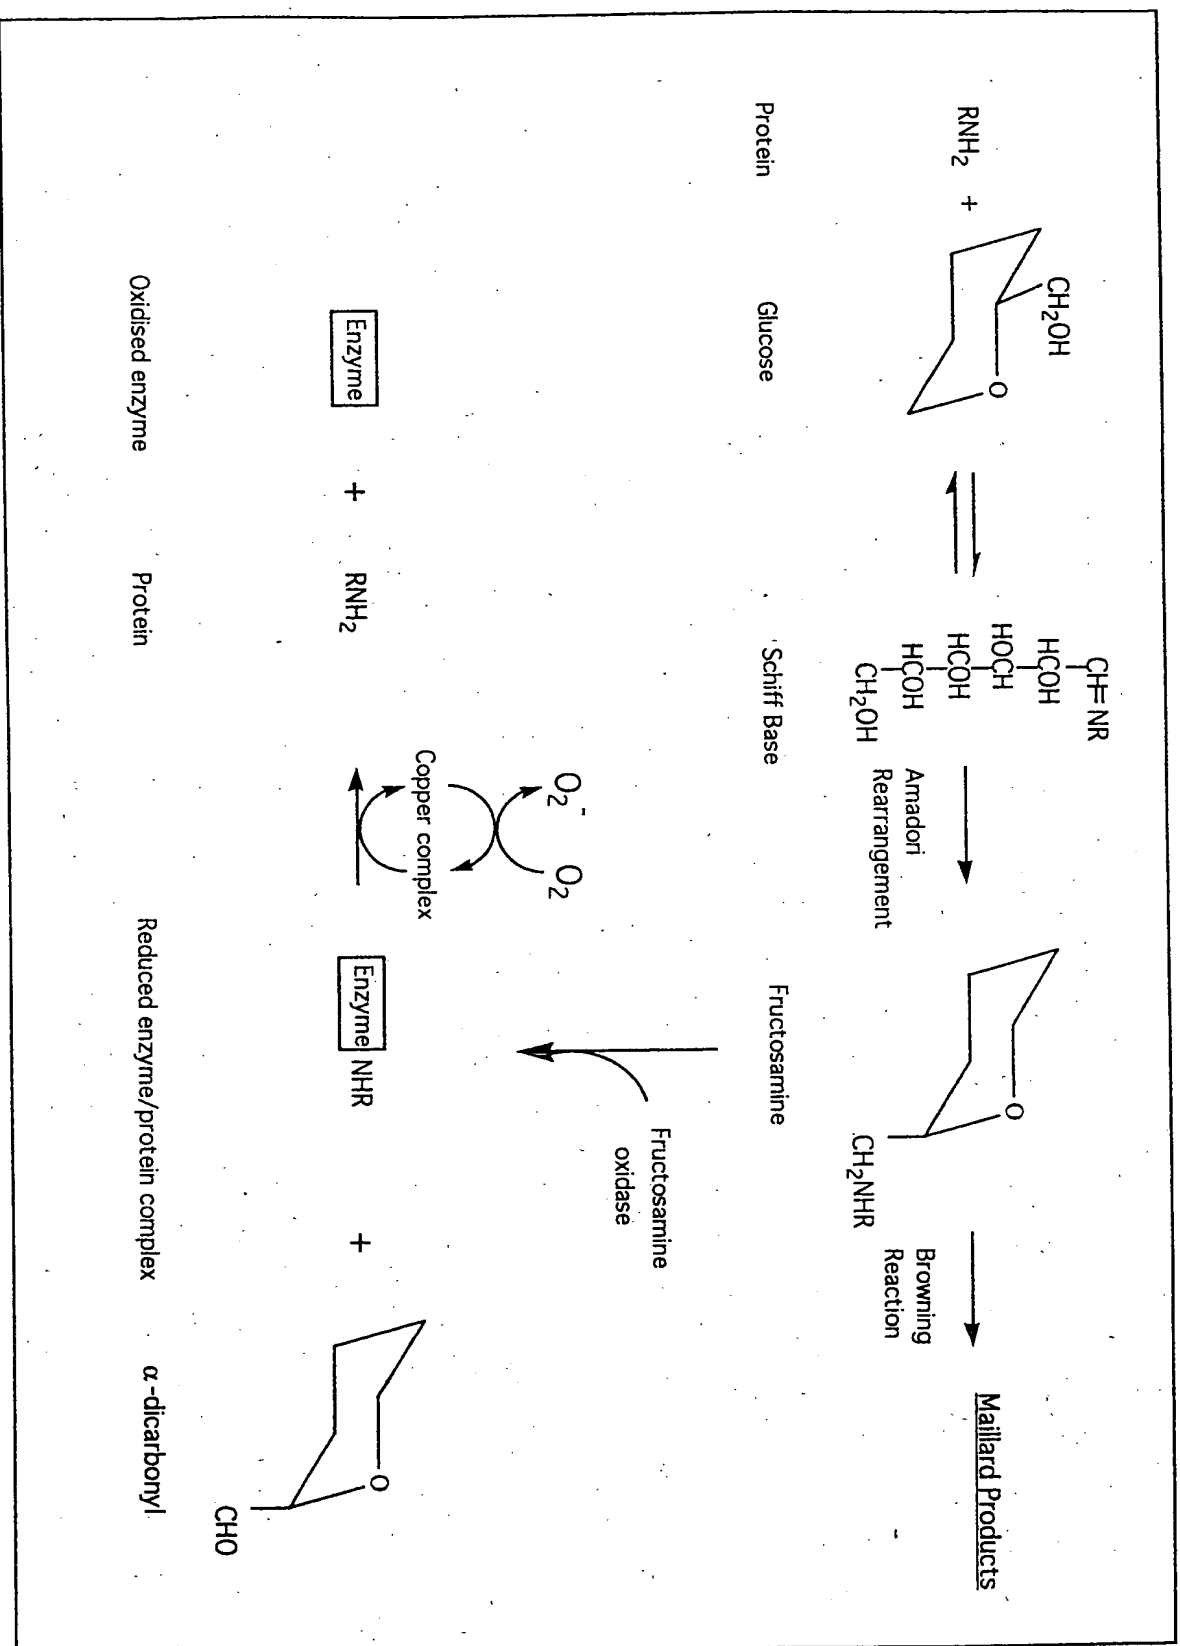 RNH2 +
CH2OH
O
CH=NR
HCOH
HOCH
HCOH
HCOH
CH2OH
Amadori
Rearrangement
O
CH2NHR
Browning
Reaction
Maillard Products
Protein
Glucose
Schiff Base
Fructosamine
Fructosamine
oxidase
O2-
O2
Copper complex
Enzyme
+
RNH2
Enzyme NHR
+
O
CHO
Oxidised enzyme
Protein
Reduced enzyme/protein complex
α-dicarbonyl